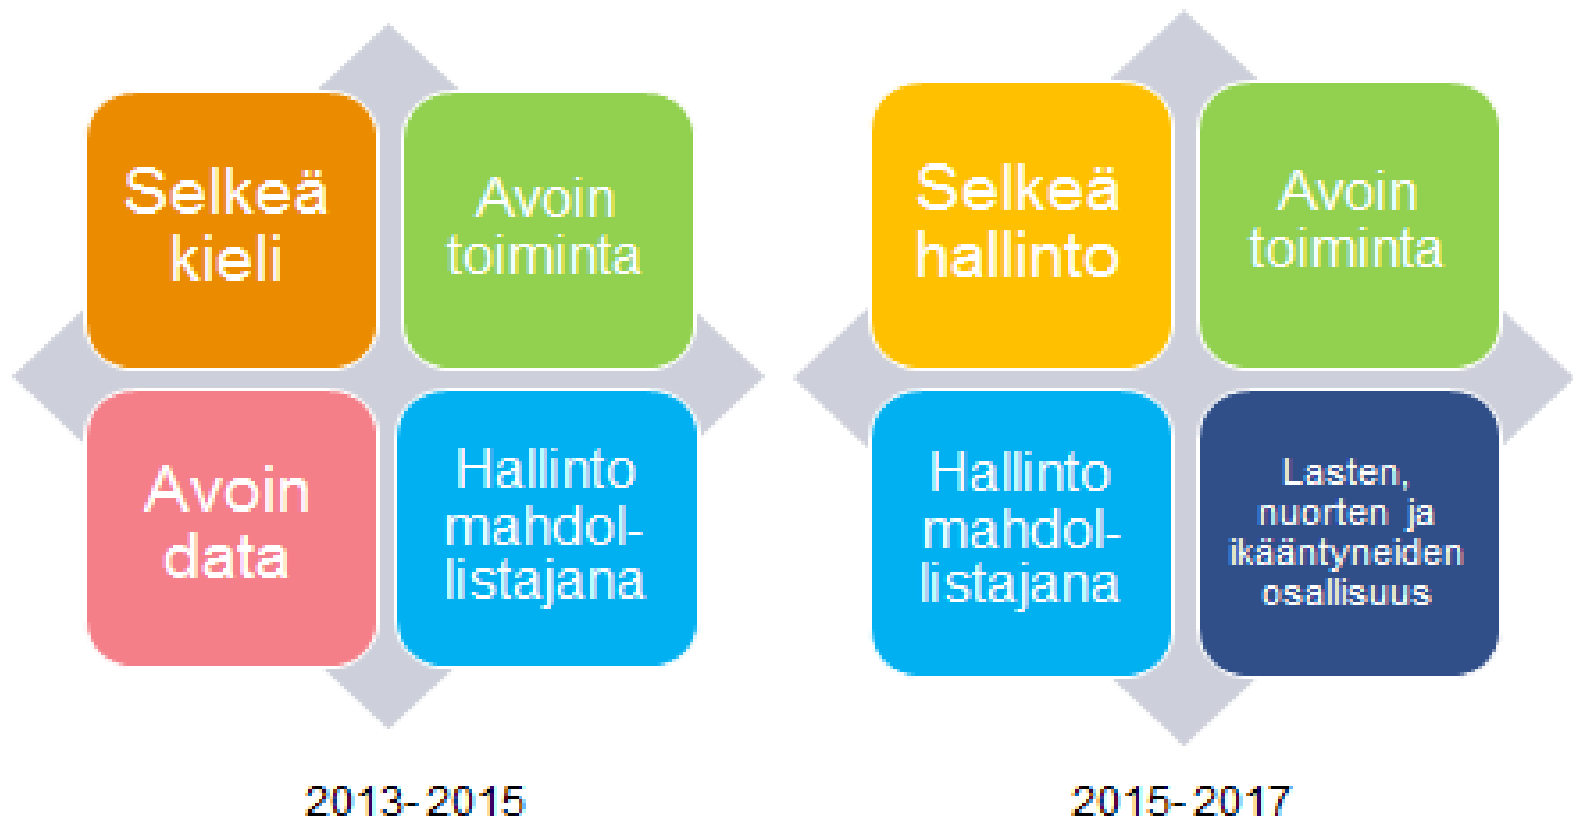 Selkeä
kieli
Avoin
toiminta
Avoin
data
Hallinto
mahdol-
listajana
2013-2015
Selkeä
hallinto
Avoin
toiminta
Hallinto
mahdol-
listajana
Lasten,
nuorten ja
ikääntyneiden
osallisuus
2015-2017